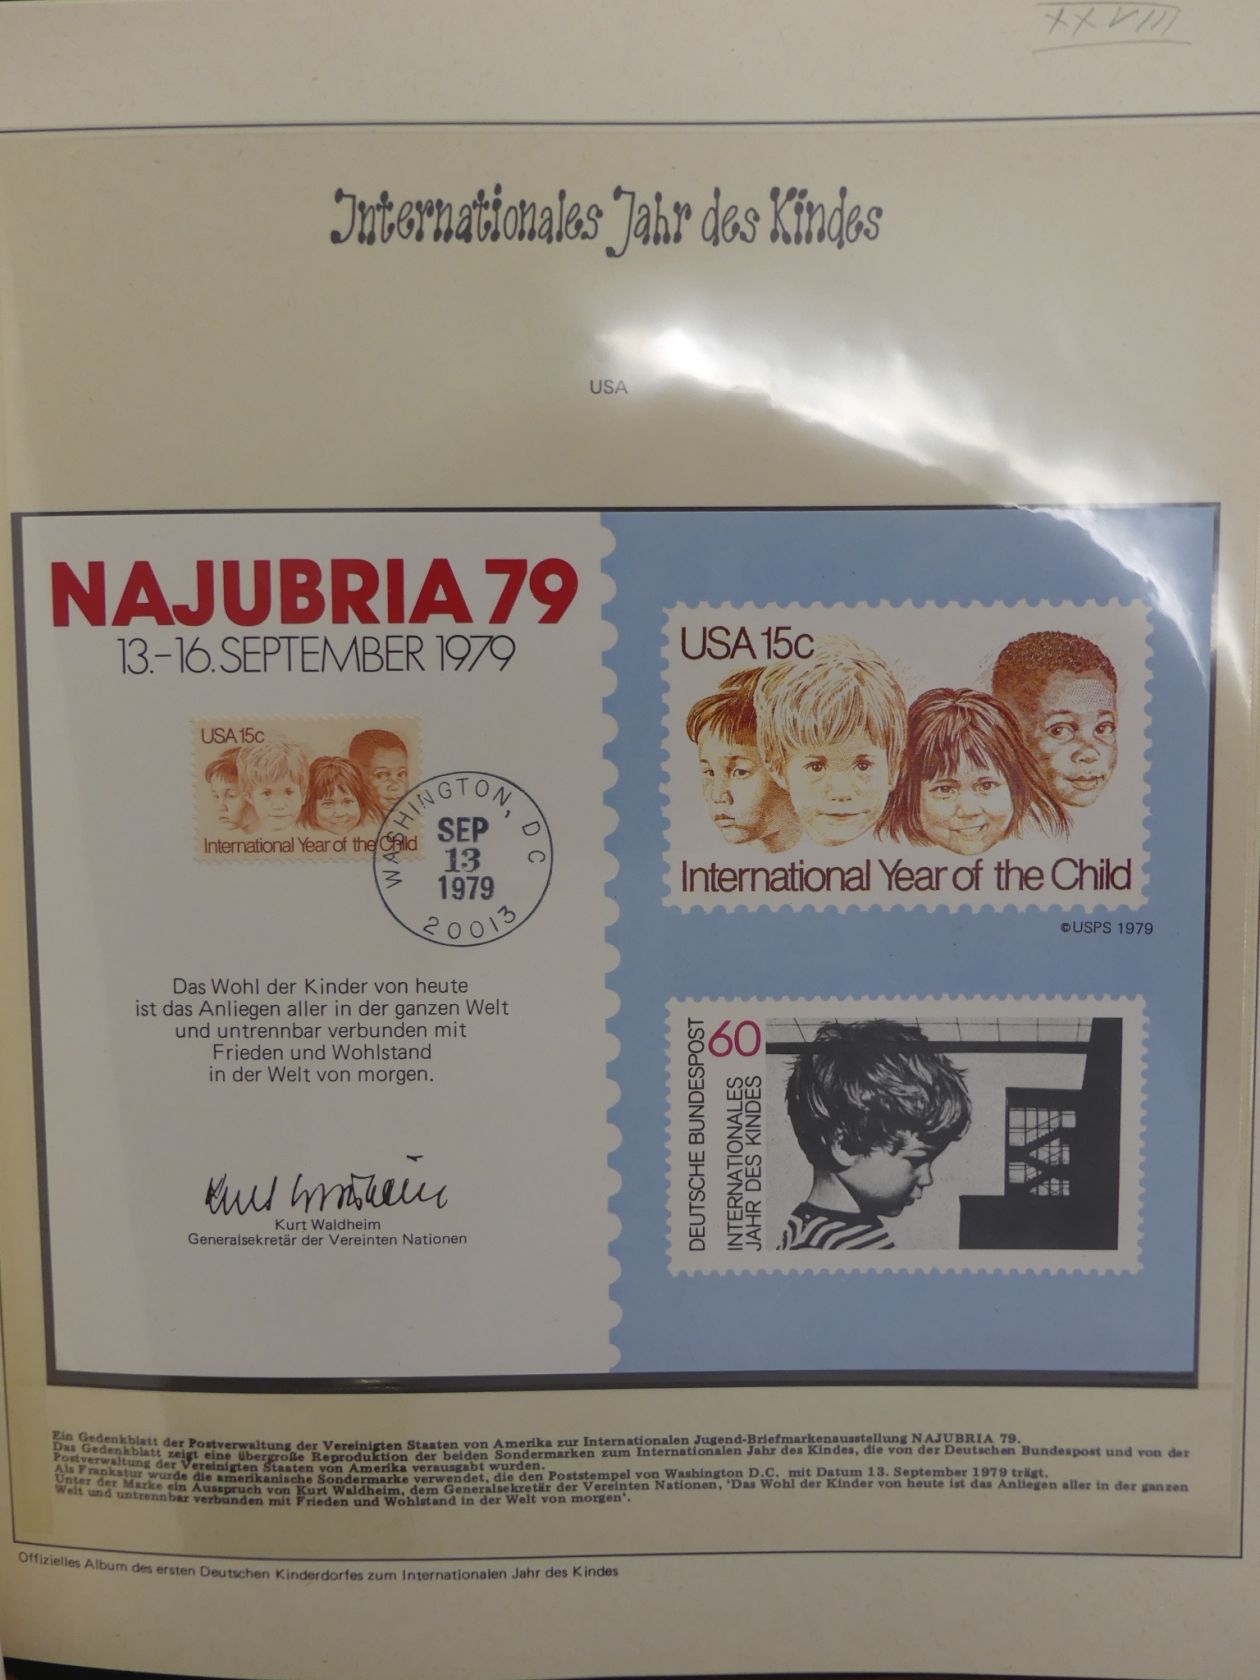 XXVIII
Internationales Jahr des Kindes
USA
NAJUBRIA 79
13.-16. SEPTEMBER 1979
USA 15c
International Year of the Child
WASHINGTON, DC
SEP
13
1979
20013
Das Wohl der Kinder von heute
ist das Anliegen aller in der ganzen Welt
und untrennbar verbunden mit
Frieden und Wohlstand
in der Welt von morgen.
Kurt Waldheim
Kurt Waldheim
Generalsekretär der Vereinten Nationen
USA 15c
International Year of the Child
©USPS 1979
DEUTSCHE BUNDESPOST
60
INTERNATIONALES
JAHR DES KINDES
Ein Gedenkblatt der Postverwaltung der Vereinigten Staaten von Amerika zur Internationalen Jugend-Briefmarkenausstellung NAJUBRIA 79.
Das Gedenkblatt zeigt eine übergroße Reproduktion der beiden Sondermarken zum Internationalen Jahr des Kindes, die von der Deutschen Bundespost und von der
Postverwaltung der Vereinigten Staaten von Amerika verausgabt wurden.
Als Frankatur wurde die amerikanische Sondermarke verwendet, die den Poststempel von Washington D.C. mit Datum 13. September 1979 trägt.
Unter der Marke ein Ausspruch von Kurt Waldheim, dem Generalsekretär der Vereinten Nationen, 'Das Wohl der Kinder von heute ist das Anliegen aller in der ganzen
Welt und untrennbar verbunden mit Frieden und Wohlstand in der Welt von morgen'.
Offizielles Album des ersten Deutschen Kinderdorfes zum Internationalen Jahr des Kindes